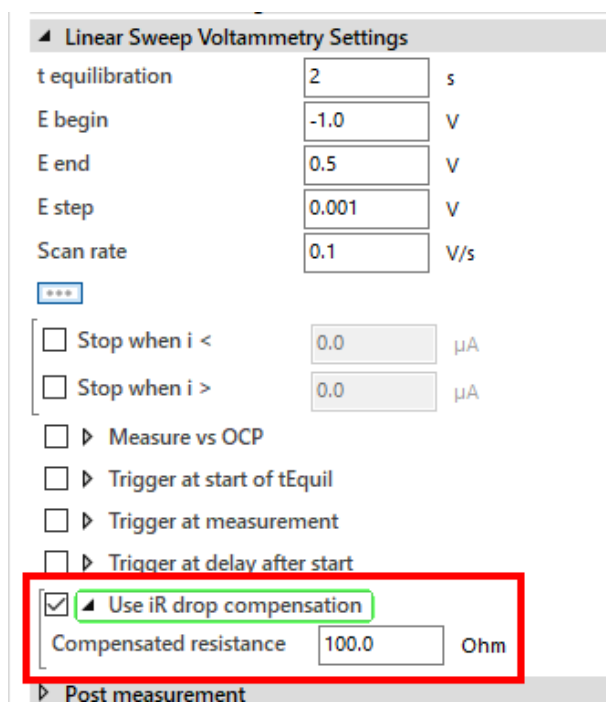 Linear Sweep Voltammetry Settings
t equilibration 2 s
E begin -1.0 V
E end 0.5 V
E step 0.001 V
Scan rate 0.1 V/s
Stop when i < 0.0 µA
Stop when i > 0.0 µA
Measure vs OCP
Trigger at start of tEquil
Trigger at measurement
Trigger at delay after start
Use iR drop compensation
Compensated resistance 100.0 Ohm
Post measurement